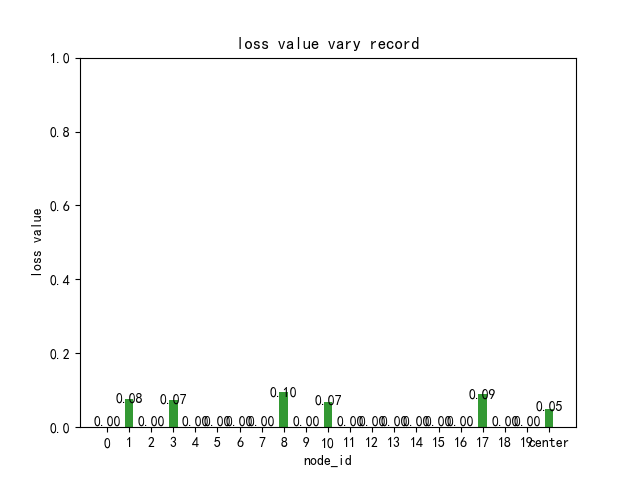 loss value vary record
1.0
0.8
0.6
0.4
0.2
0.0
loss value
0.00 0.08 0.00 0.07 0.00 0.00 0.00 0.00 0.10 0.00 0.07 0.00 0.00 0.00 0.00 0.00 0.00 0.09 0.00 0.00 0.05
0 1 2 3 4 5 6 7 8 9 10 11 12 13 14 15 16 17 18 19 center
node_id